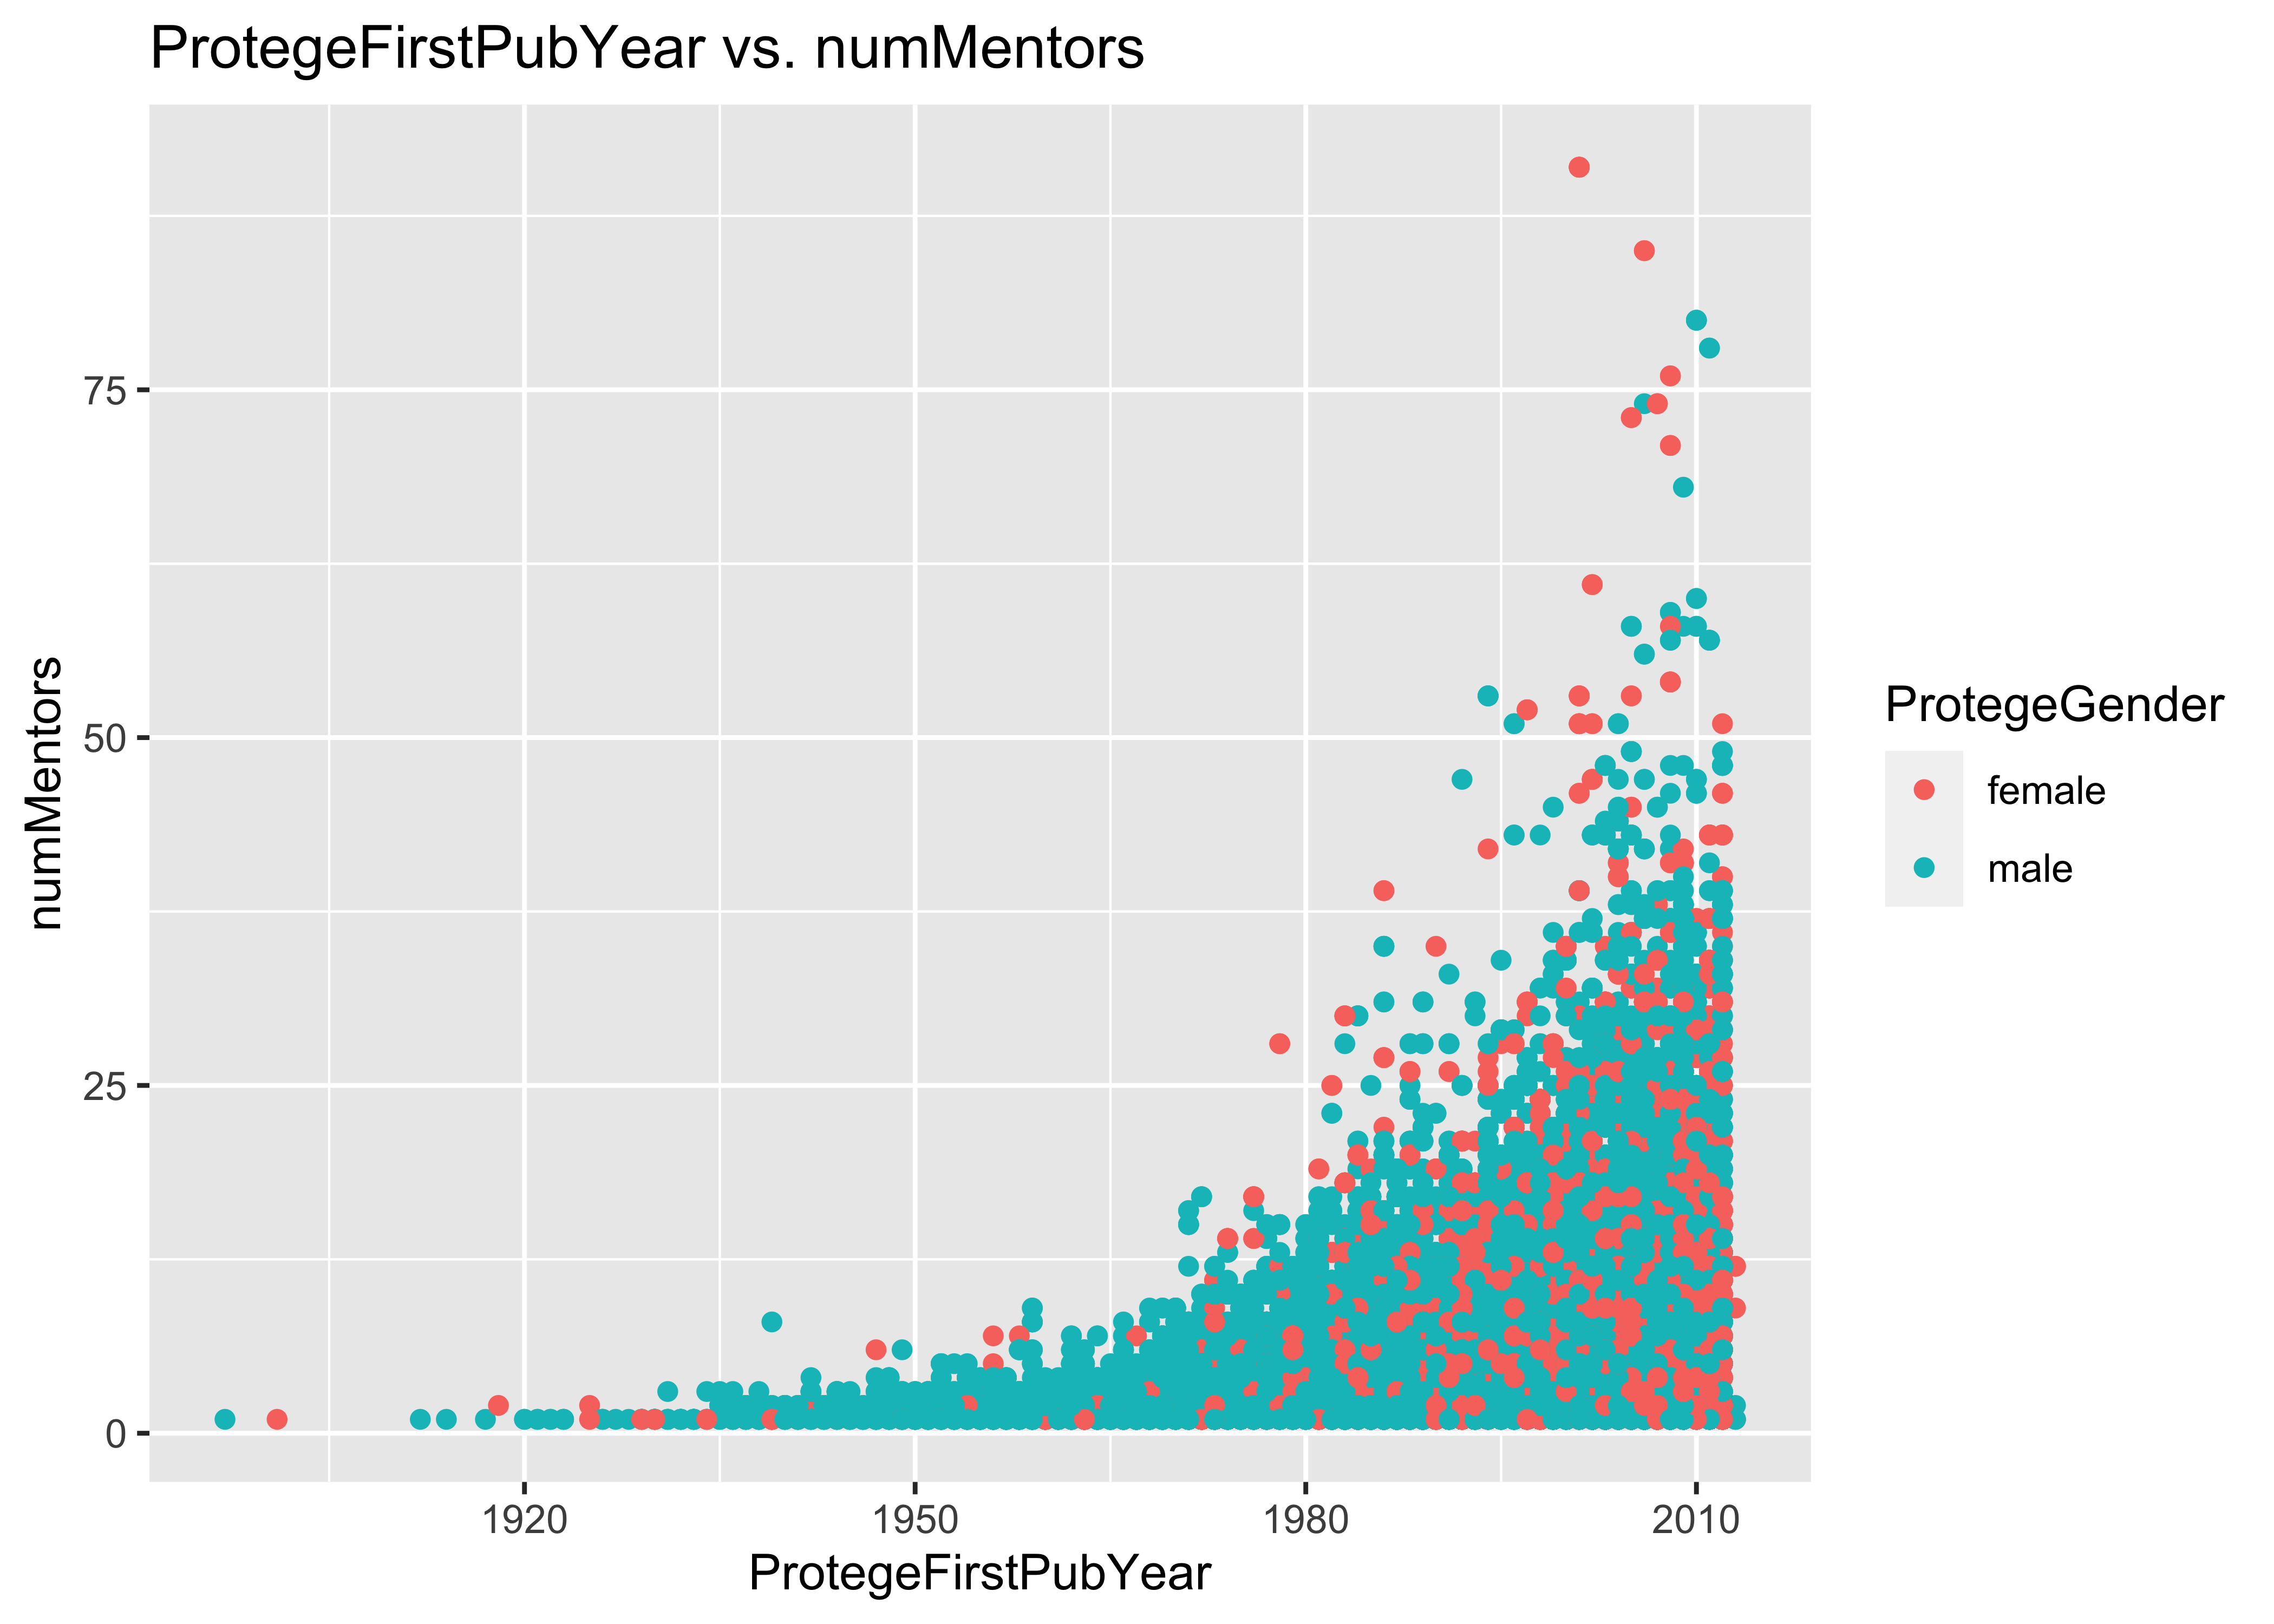 ProtegeFirstPubYear vs. numMentors
75
50
25
0
numMentors
1920 1950 1980 2010
ProtegeFirstPubYear
ProtegeGender
female
male